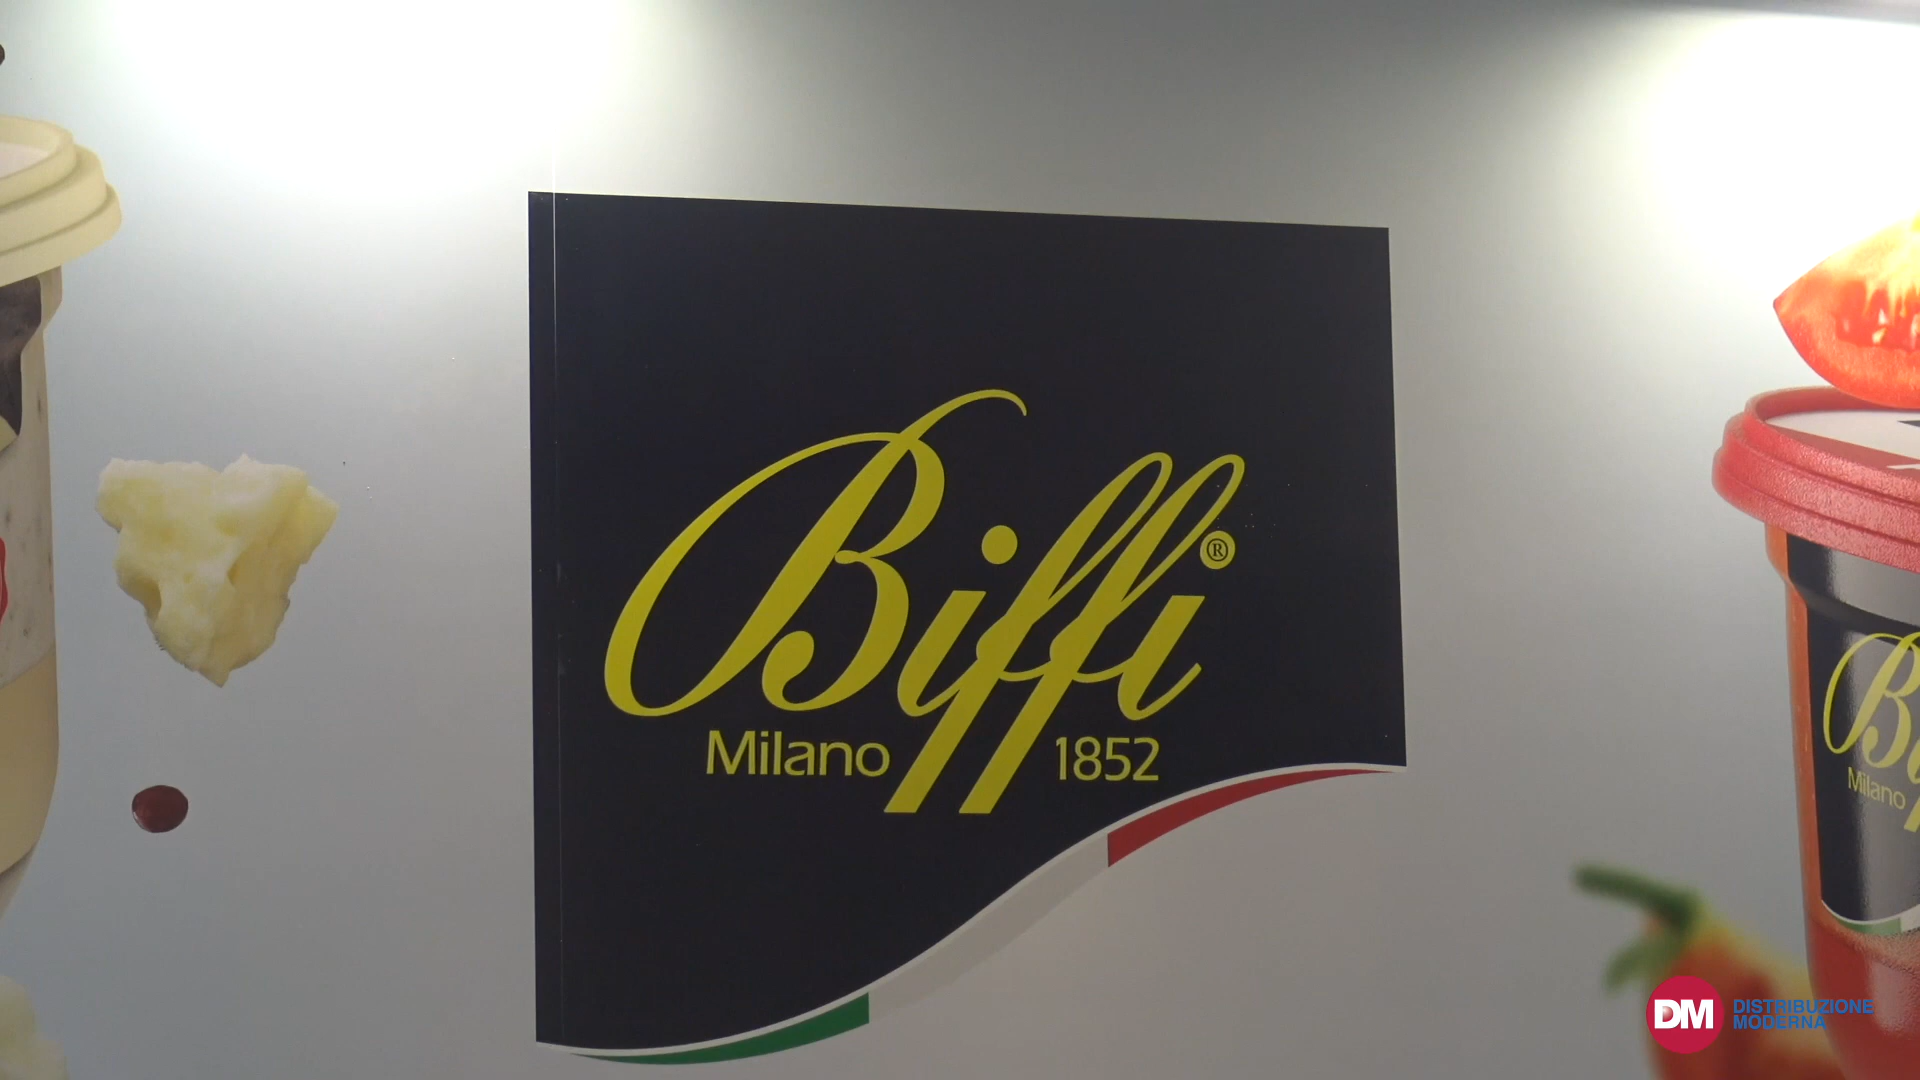 Biffi®
Milano 1852
Milano
DM DISTRIBUZIONE
MODERNA